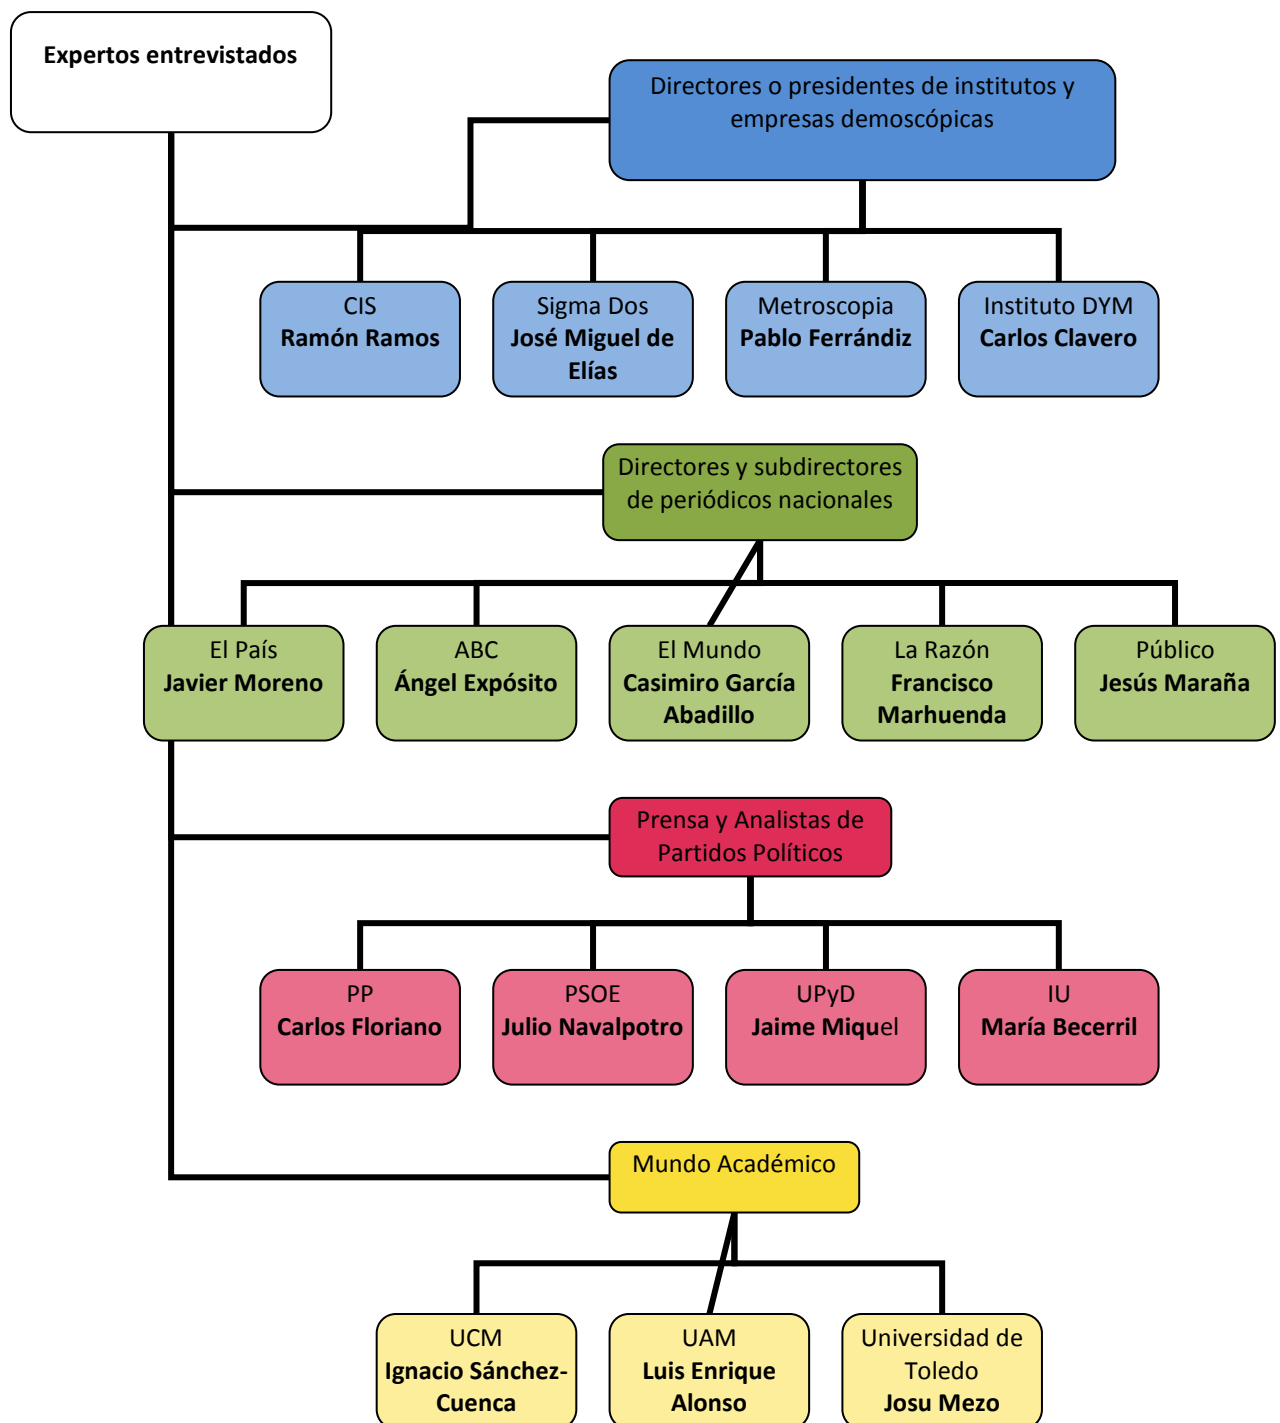 Expertos entrevistados
Directores o presidentes de institutos y
empresas demoscópicas
CIS
Ramón Ramos
Sigma Dos
José Miguel de
Elías
Metroscopia
Pablo Ferrándiz
Instituto DYM
Carlos Clavero
Directores y subdirectores
de periódicos nacionales
El País
Javier Moreno
ABC
Ángel Expósito
El Mundo
Casimiro García
Abadillo
La Razón
Francisco
Marhuenda
Público
Jesús Maraña
Prensa y Analistas de
Partidos Políticos
PP
Carlos Floriano
PSOE
Julio Navalpotro
UPyD
Jaime Miquel
IU
María Becerril
Mundo Académico
UCM
Ignacio Sánchez-
Cuenca
UAM
Luis Enrique
Alonso
Universidad de
Toledo
Josu Mezo